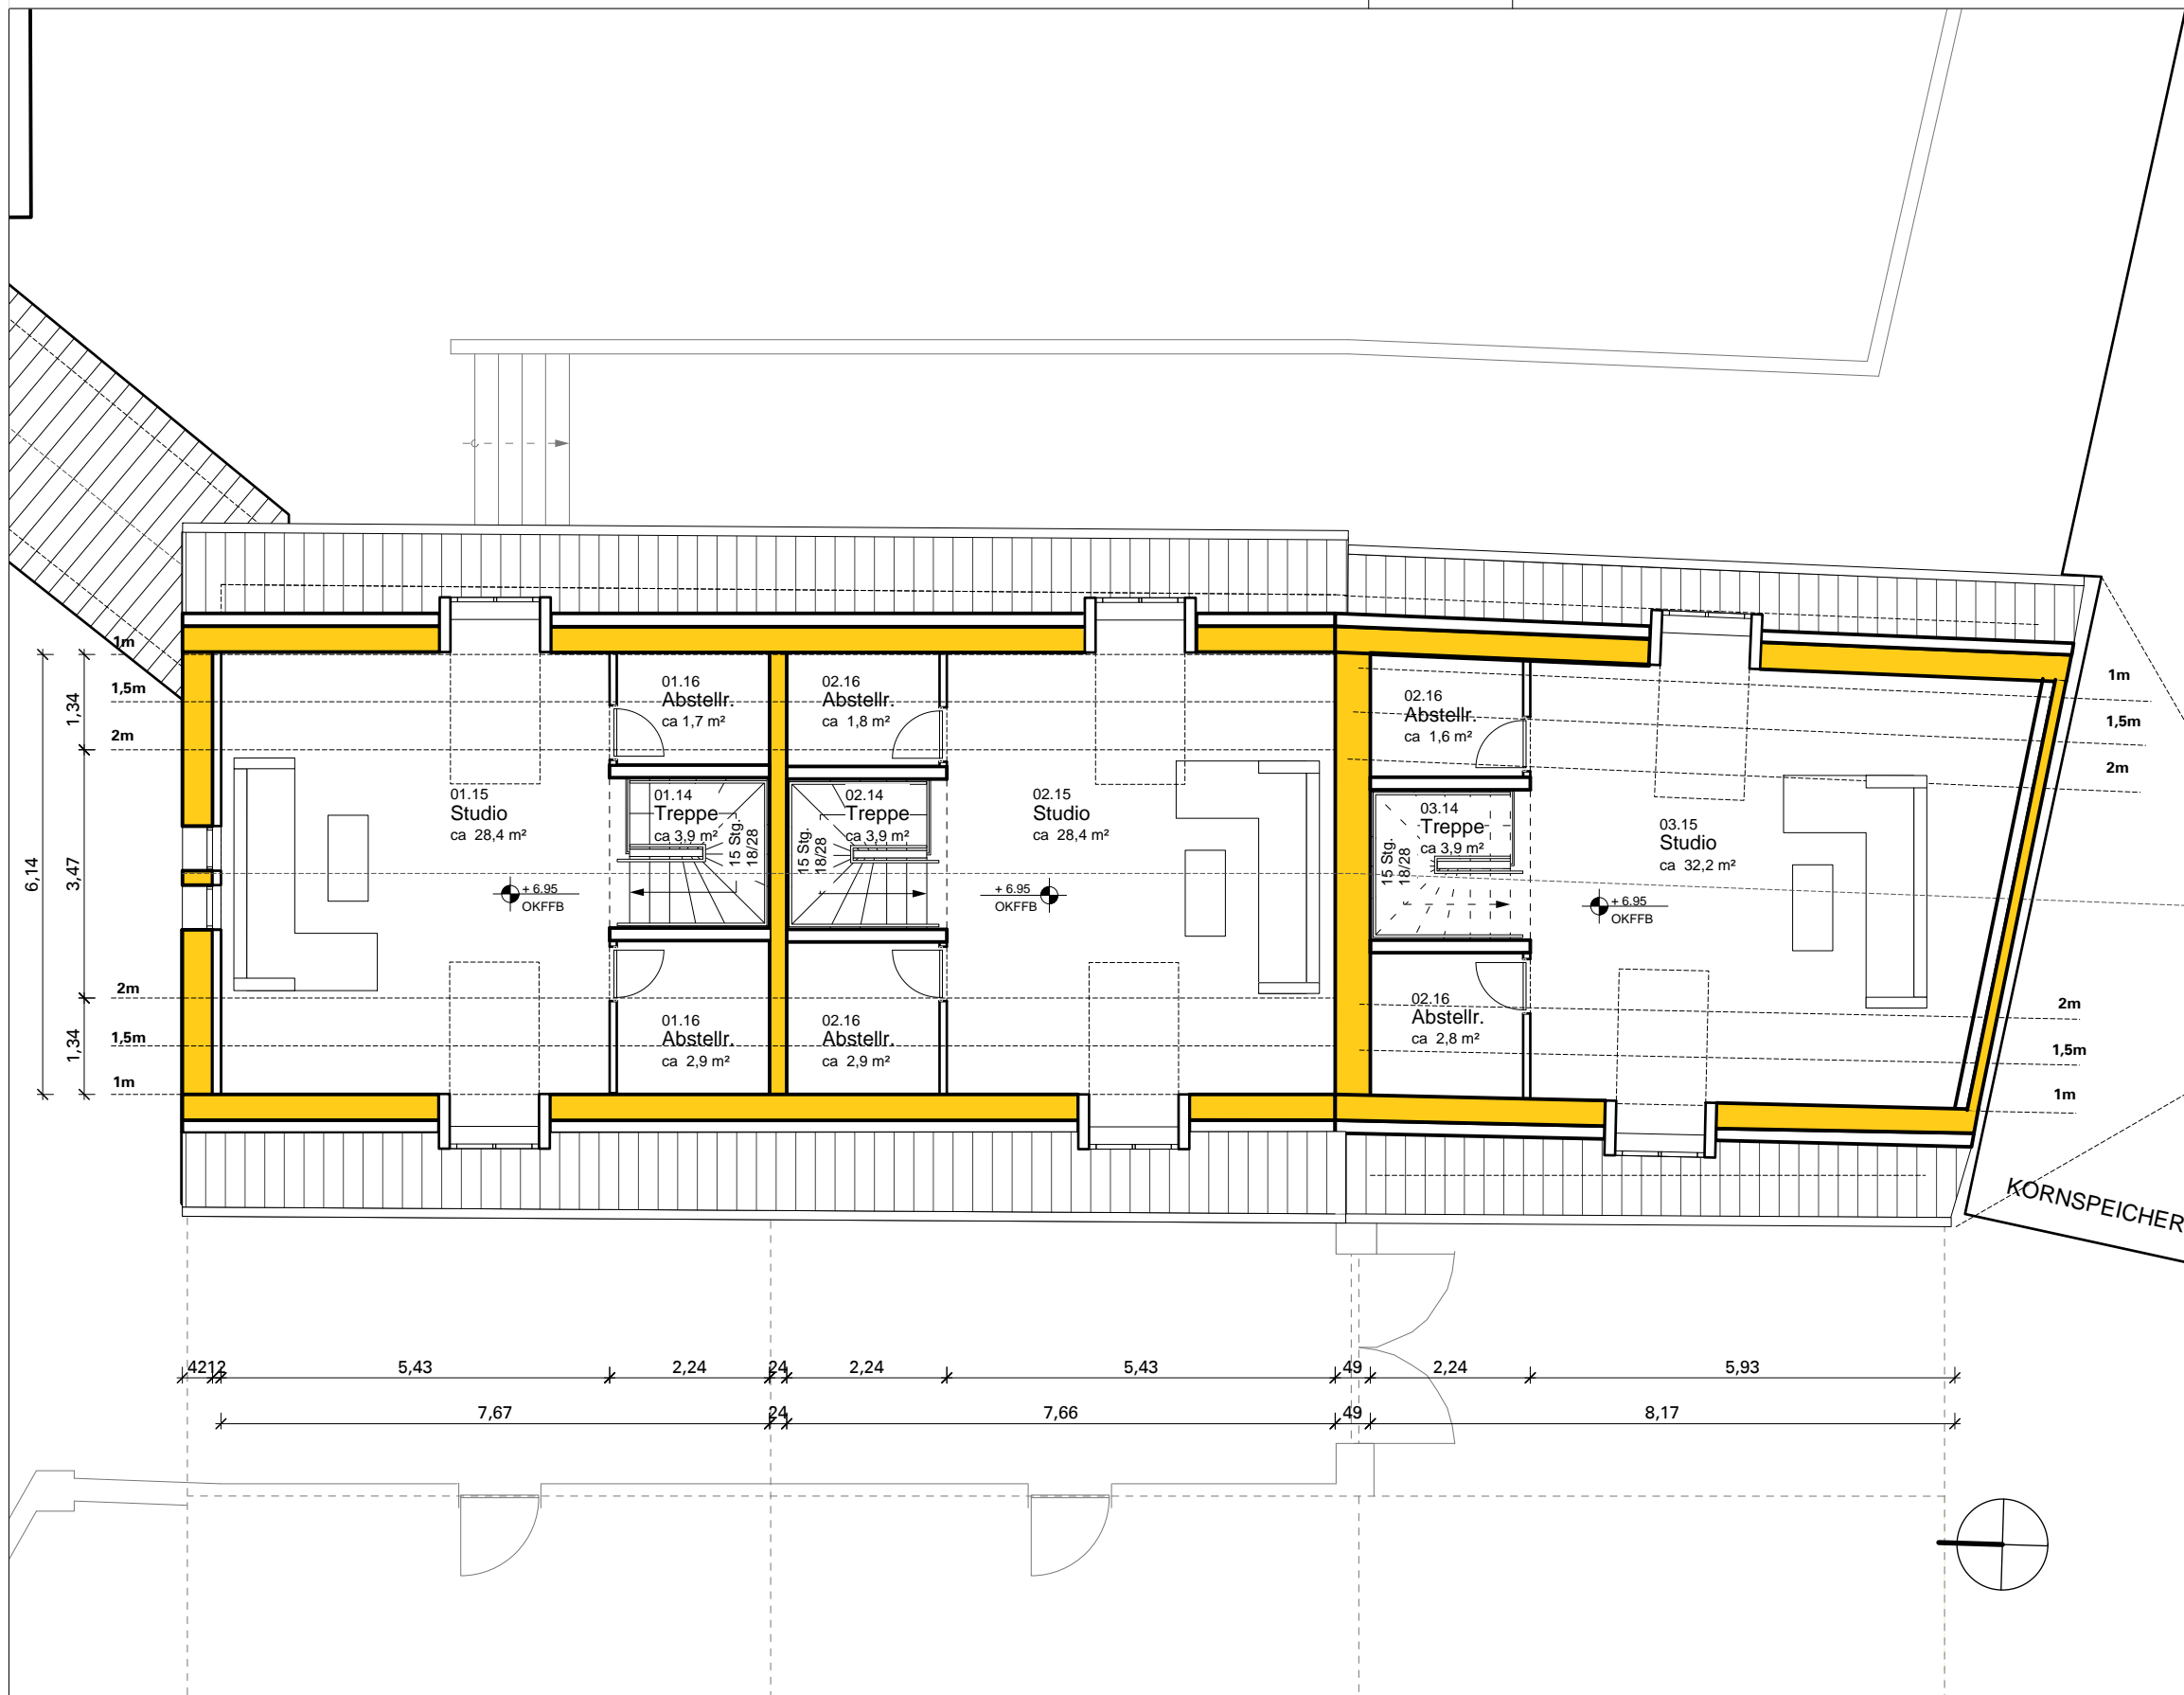 1m
1,5m
2m
2m
1,5m
1m
6,14
1,34
3,47
1,34
01.15
Studio
ca 28,4 m²
+ 6.95
OKFFB
01.16
Abstellr.
ca 1,7 m²
01.14
Treppe
ca 3,9 m²
15 Stg.
18/28
01.16
Abstellr.
ca 2,9 m²
02.16
Abstellr.
ca 1,8 m²
02.14
Treppe
ca 3,9 m²
15 Stg.
18/28
02.16
Abstellr.
ca 2,9 m²
02.15
Studio
ca 28,4 m²
+ 6.95
OKFFB
02.16
Abstellr.
ca 1,6 m²
03.14
Treppe
ca 3,9 m²
15 Stg.
18/28
02.16
Abstellr.
ca 2,8 m²
03.15
Studio
ca 32,2 m²
+ 6.95
OKFFB
1m
1,5m
2m
2m
1,5m
1m
KORNSPEICHER
42 12 5,43 2,24 24 2,24 5,43 49 2,24 5,93
7,67 24 7,66 49 8,17